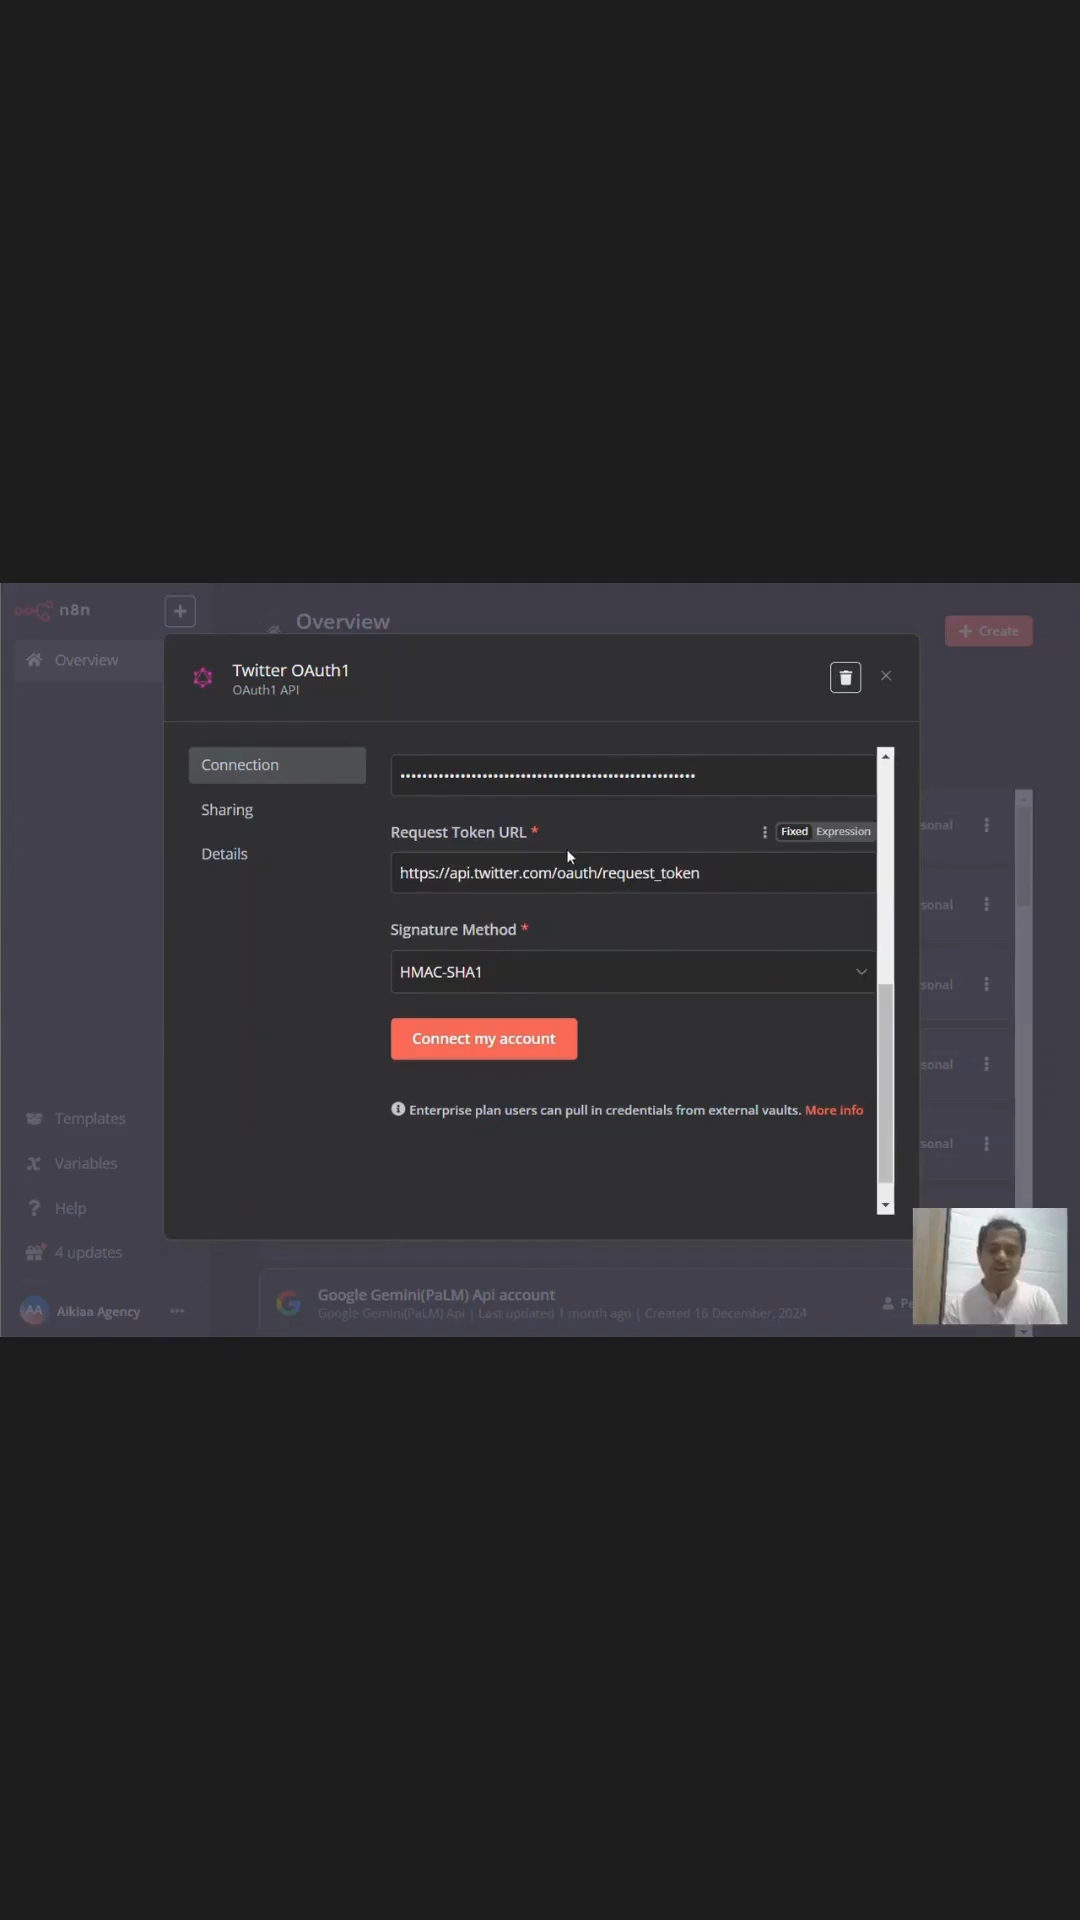 n8n
Overview
Create
Overview
Twitter OAuth1
OAuth1 API
Connection
Sharing
Details
••••••••••••••••••••••••••••••••••••••••••••••••••••••
Request Token URL *
Fixed Expression
https://api.twitter.com/oauth/request_token
Signature Method *
HMAC-SHA1
Connect my account
Enterprise plan users can pull in credentials from external vaults. More info
sonal
sonal
sonal
sonal
sonal
Templates
Variables
Help
4 updates
AA Aikiaa Agency
Google Gemini(PaLM) Api account
Google Gemini(PaLM) Api | Last updated 1 month ago | Created 16 December, 2024